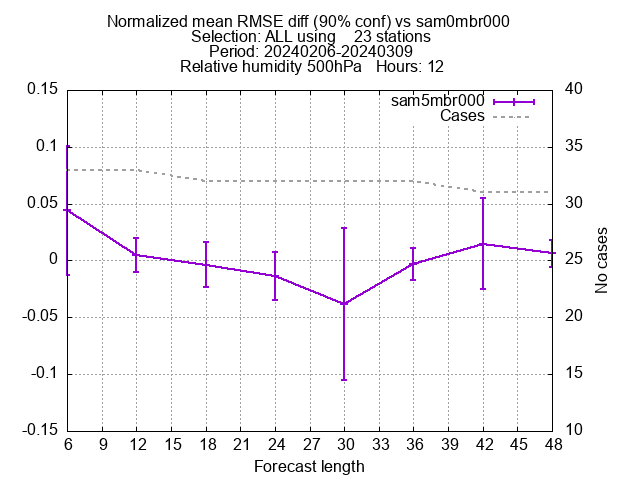 Normalized mean RMSE diff (90% conf) vs sam0mbr000
Selection: ALL using    23 stations
Period: 20240206-20240309
Relative humidity 500hPa   Hours: 12
sam5mbr000
Cases
0.15
0.1
0.05
0
-0.05
-0.1
-0.15
40
35
30
25
20
15
10
No cases
6 9 12 15 18 21 24 27 30 33 36 39 42 45 48
Forecast length